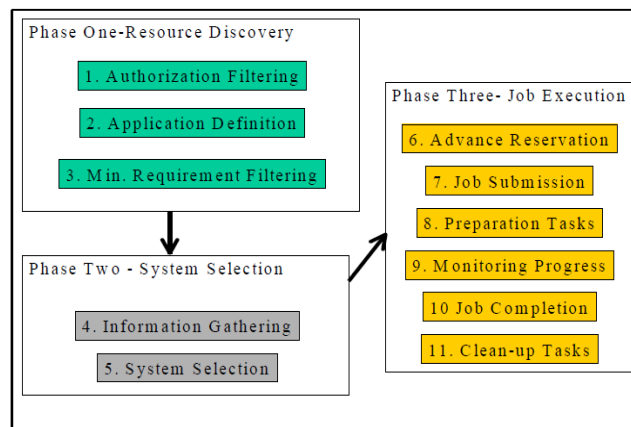 Phase One-Resource Discovery
1. Authorization Filtering
2. Application Definition
3. Min. Requirement Filtering
Phase Two - System Selection
4. Information Gathering
5. System Selection
Phase Three- Job Execution
6. Advance Reservation
7. Job Submission
8. Preparation Tasks
9. Monitoring Progress
10 Job Completion
11. Clean-up Tasks